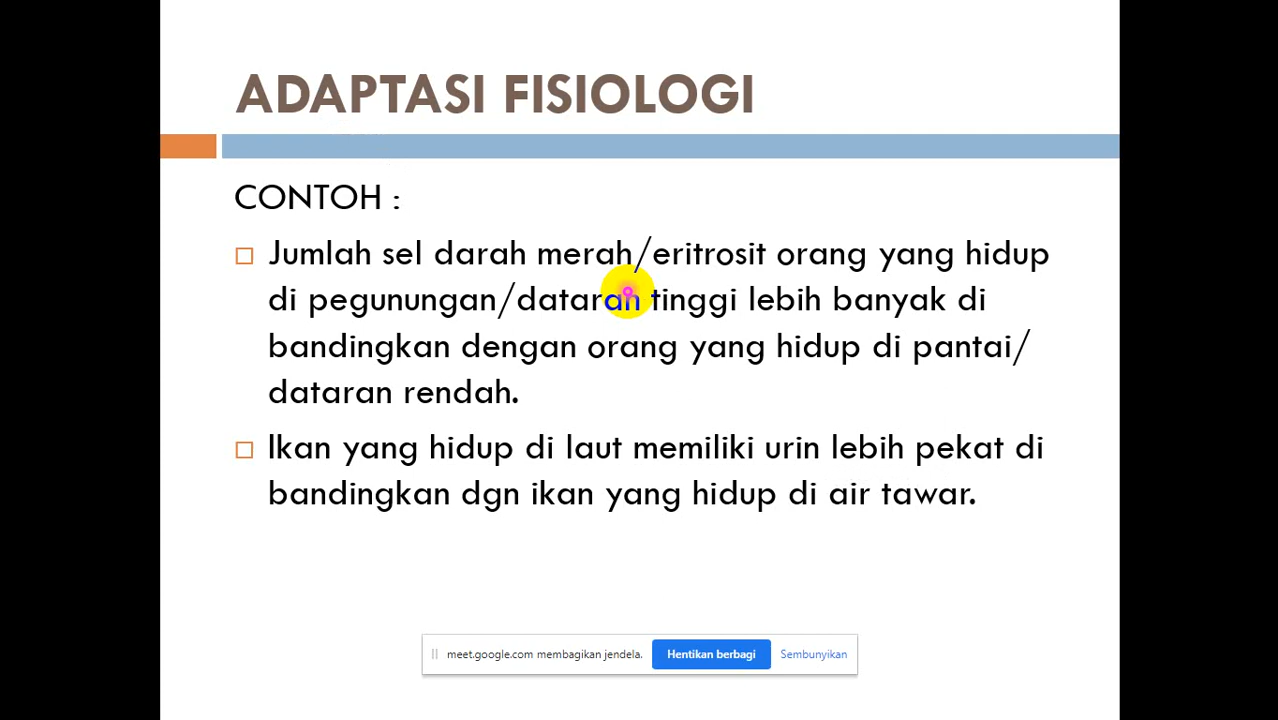 ADAPTASI FISIOLOGI
CONTOH :
Jumlah sel darah merah/eritrosit orang yang hidup
di pegunungan/dataran tinggi lebih banyak di
bandingkan dengan orang yang hidup di pantai/
dataran rendah.
Ikan yang hidup di laut memiliki urin lebih pekat di
bandingkan dgn ikan yang hidup di air tawar.
meet.google.com membagikan jendela. Hentikan berbagi Sembunyikan